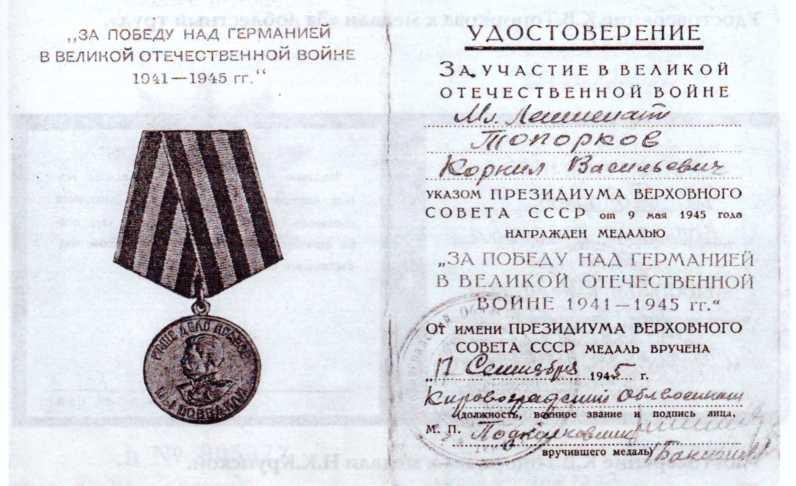 „ЗА ПОБЕДУ НАД ГЕРМАНИЕЙ
В ВЕЛИКОЙ ОТЕЧЕСТВЕННОЙ ВОЙНЕ
1941—1945 гг.“
НАШЕ ДЕЛО ПРАВОЕ
МЫ ПОБЕДИЛИ
УДОСТОВЕРЕНИЕ
ЗА УЧАСТИЕ В ВЕЛИКОЙ
ОТЕЧЕСТВЕННОЙ ВОЙНЕ
Мл. Лейтенант
Топорков
Корнил Васильевич
УКАЗОМ ПРЕЗИДИУМА ВЕРХОВНОГО
СОВЕТА СССР от 9 мая 1945 года
НАГРАЖДЕН МЕДАЛЬЮ
„ЗА ПОБЕДУ НАД ГЕРМАНИЕЙ
В ВЕЛИКОЙ ОТЕЧЕСТВЕННОЙ
ВОЙНЕ 1941—1945 гг.“
От ИМЕНИ ПРЕЗИДИУМА ВЕРХОВНОГО
СОВЕТА СССР МЕДАЛЬ ВРУЧЕНА
„17 Сентября 1945 г.
Кировоградский Облвоенком
должность, военное звание и подпись лица,
М. П. Подполковник
вручившего медаль)